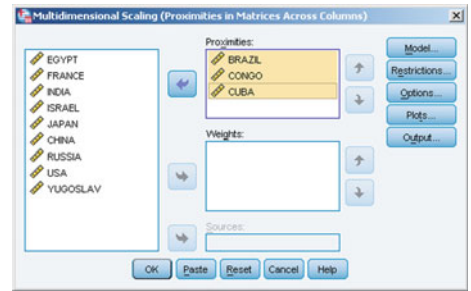 Multidimensional Scaling (Proximities in Matrices Across Columns)
EGYPT
FRANCE
INDIA
ISRAEL
JAPAN
CHINA
RUSSIA
USA
YUGOSLAV
Proximities:
BRAZIL
CONGO
CUBA
Weights:
Sources:
Model...
Restrictions...
Options...
Plots...
Output...
OK
Paste
Reset
Cancel
Help